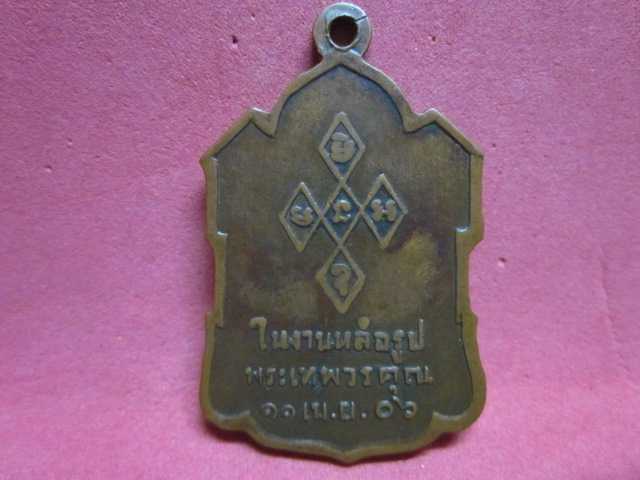 ในงานหล่อรูป
พระเทพวรคุณ
๑๑ เม.ย. ๐๖